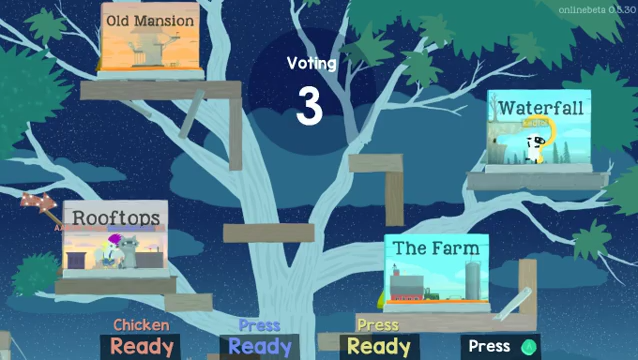 onlinebeta 0.5.30
Old Mansion
Voting
3
Waterfall
Rooftops
The Farm
Chicken
Ready
Press
Ready
Press
Ready
Press